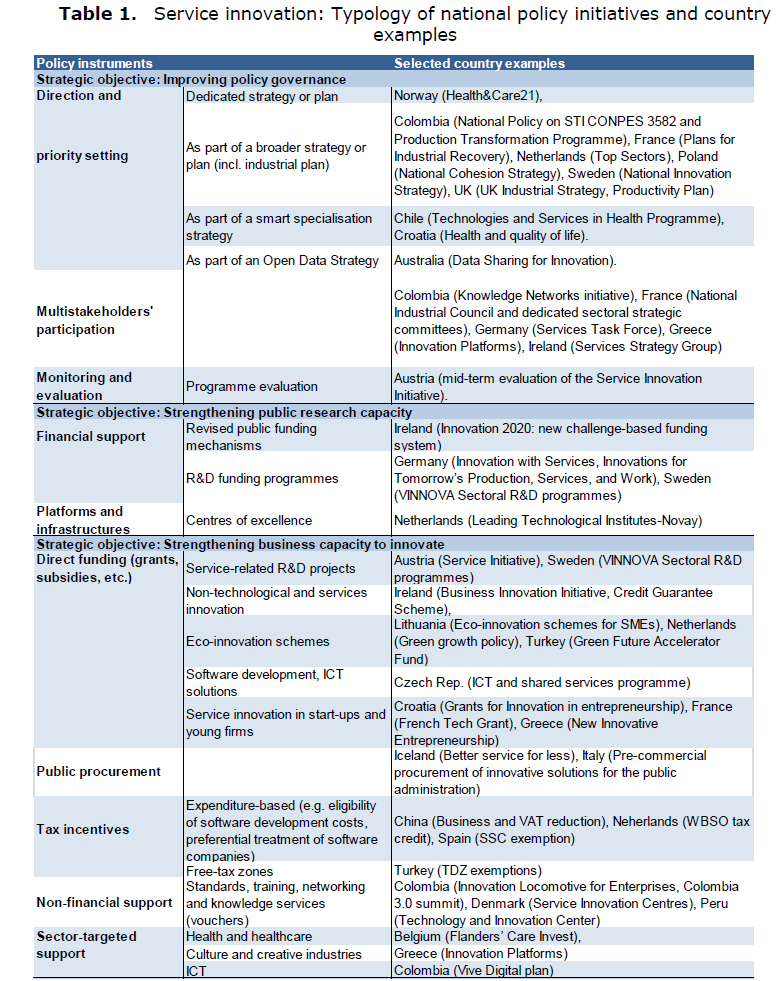 Table 1. Service innovation: Typology of national policy initiatives and country
examples
Policy instruments Selected country examples
Strategic objective: Improving policy governance
Direction and Dedicated strategy or plan Norway (Health&Care21),
priority setting
As part of a broader strategy or
plan (incl. industrial plan)
Colombia (National Policy on STI CONPES 3582 and
Production Transformation Programme), France (Plans for
Industrial Recovery), Netherlands (Top Sectors), Poland
(National Cohesion Strategy), Sweden (National Innovation
Strategy), UK (UK Industrial Strategy, Productivity Plan)
As part of a smart specialisation
strategy
Chile (Technologies and Services in Health Programme),
Croatia (Health and quality of life).
As part of an Open Data Strategy Australia (Data Sharing for Innovation).
Multistakeholders'
participation
Colombia (Knowledge Networks initiative), France (National
Industrial Council and dedicated sectoral strategic
committees), Germany (Services Task Force), Greece
(Innovation Platforms), Ireland (Services Strategy Group)
Monitoring and
evaluation
Programme evaluation
Austria (mid-term evaluation of the Service Innovation
Initiative).
Strategic objective: Strengthening public research capacity
Financial support
Revised public funding
mechanisms
Ireland (Innovation 2020: new challenge-based funding
system)
R&D funding programmes
Germany (Innovation with Services, Innovations for
Tomorrow's Production, Services, and Work), Sweden
(VINNOVA Sectoral R&D programmes)
Platforms and
infrastructures
Centres of excellence
Netherlands (Leading Technological Institutes-Novay)
Strategic objective: Strengthening business capacity to innovate
Direct funding (grants,
subsidies, etc.)
Service-related R&D projects
Austria (Service Initiative), Sweden (VINNOVA Sectoral R&D
programmes)
Non-technological and services
innovation
Ireland (Business Innovation Initiative, Credit Guarantee
Scheme),
Eco-innovation schemes
Lithuania (Eco-innovation schemes for SMEs), Netherlands
(Green growth policy), Turkey (Green Future Accelerator
Fund)
Software development, ICT
solutions
Czech Rep. (ICT and shared services programme)
Service innovation in start-ups and
young firms
Croatia (Grants for Innovation in entrepreneurship), France
(French Tech Grant), Greece (New Innovative
Entrepreneurship)
Public procurement
Iceland (Better service for less), Italy (Pre-commercial
procurement of innovative solutions for the public
administration)
Tax incentives
Expenditure-based (e.g. eligibility
of software development costs,
preferential treatment of software
companies)
China (Business and VAT reduction), Neherlands (WBSO tax
credit), Spain (SSC exemption)
Free-tax zones Turkey (TDZ exemptions)
Non-financial support
Standards, training, networking
and knowledge services
(vouchers)
Colombia (Innovation Locomotive for Enterprises, Colombia
3.0 summit), Denmark (Service Innovation Centres), Peru
(Technology and Innovation Center)
Sector-targeted
support
Health and healthcare Belgium (Flanders' Care Invest),
Culture and creative industries Greece (Innovation Platforms)
ICT Colombia (Vive Digital plan)